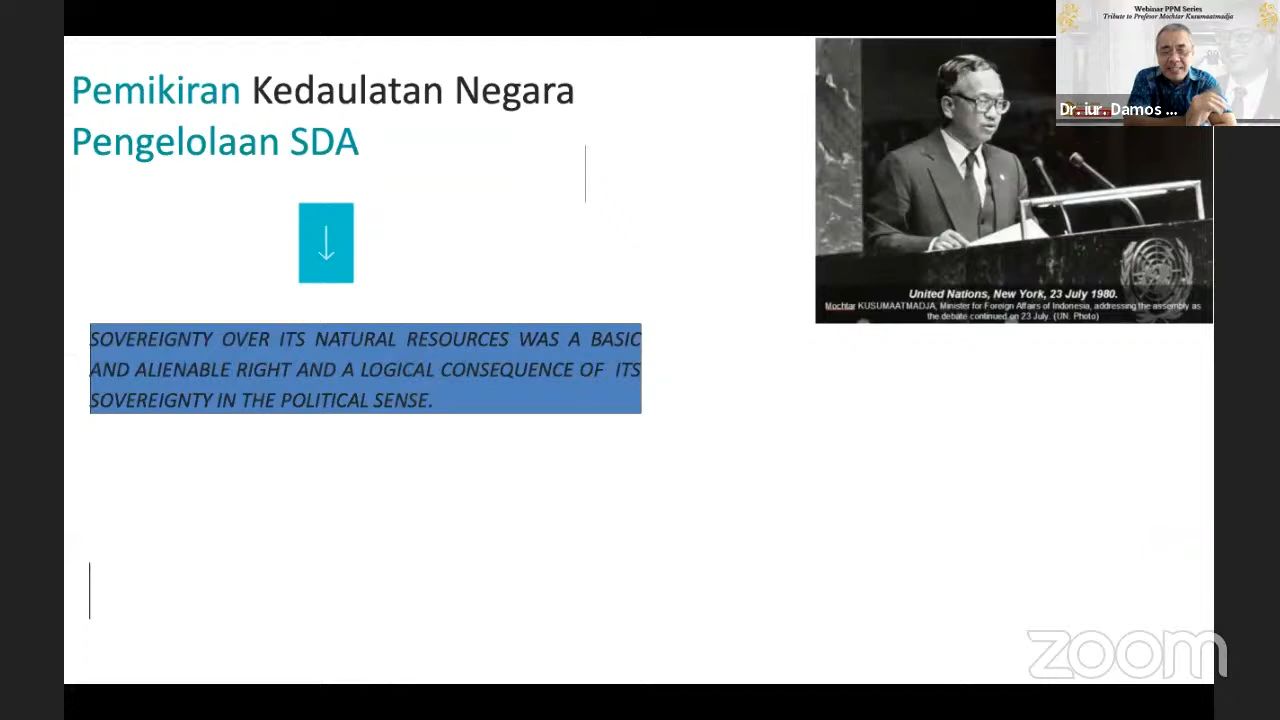 Pemikiran Kedaulatan Negara
Pengelolaan SDA
↓
SOVEREIGNTY OVER ITS NATURAL RESOURCES WAS A BASIC
AND ALIENABLE RIGHT AND A LOGICAL CONSEQUENCE OF ITS
SOVEREIGNTY IN THE POLITICAL SENSE.
United Nations, New York, 23 July 1980.
Mochtar KUSUMAATMADJA, Minister for Foreign Affairs of Indonesia, addressing the assembly as
the debate continued on 23 July. (UN. Photo)
Webinar PPM Series
Tribute to Profesor Mochtar Kusumaatmadja
Dr. iur. Damos ...
zoom